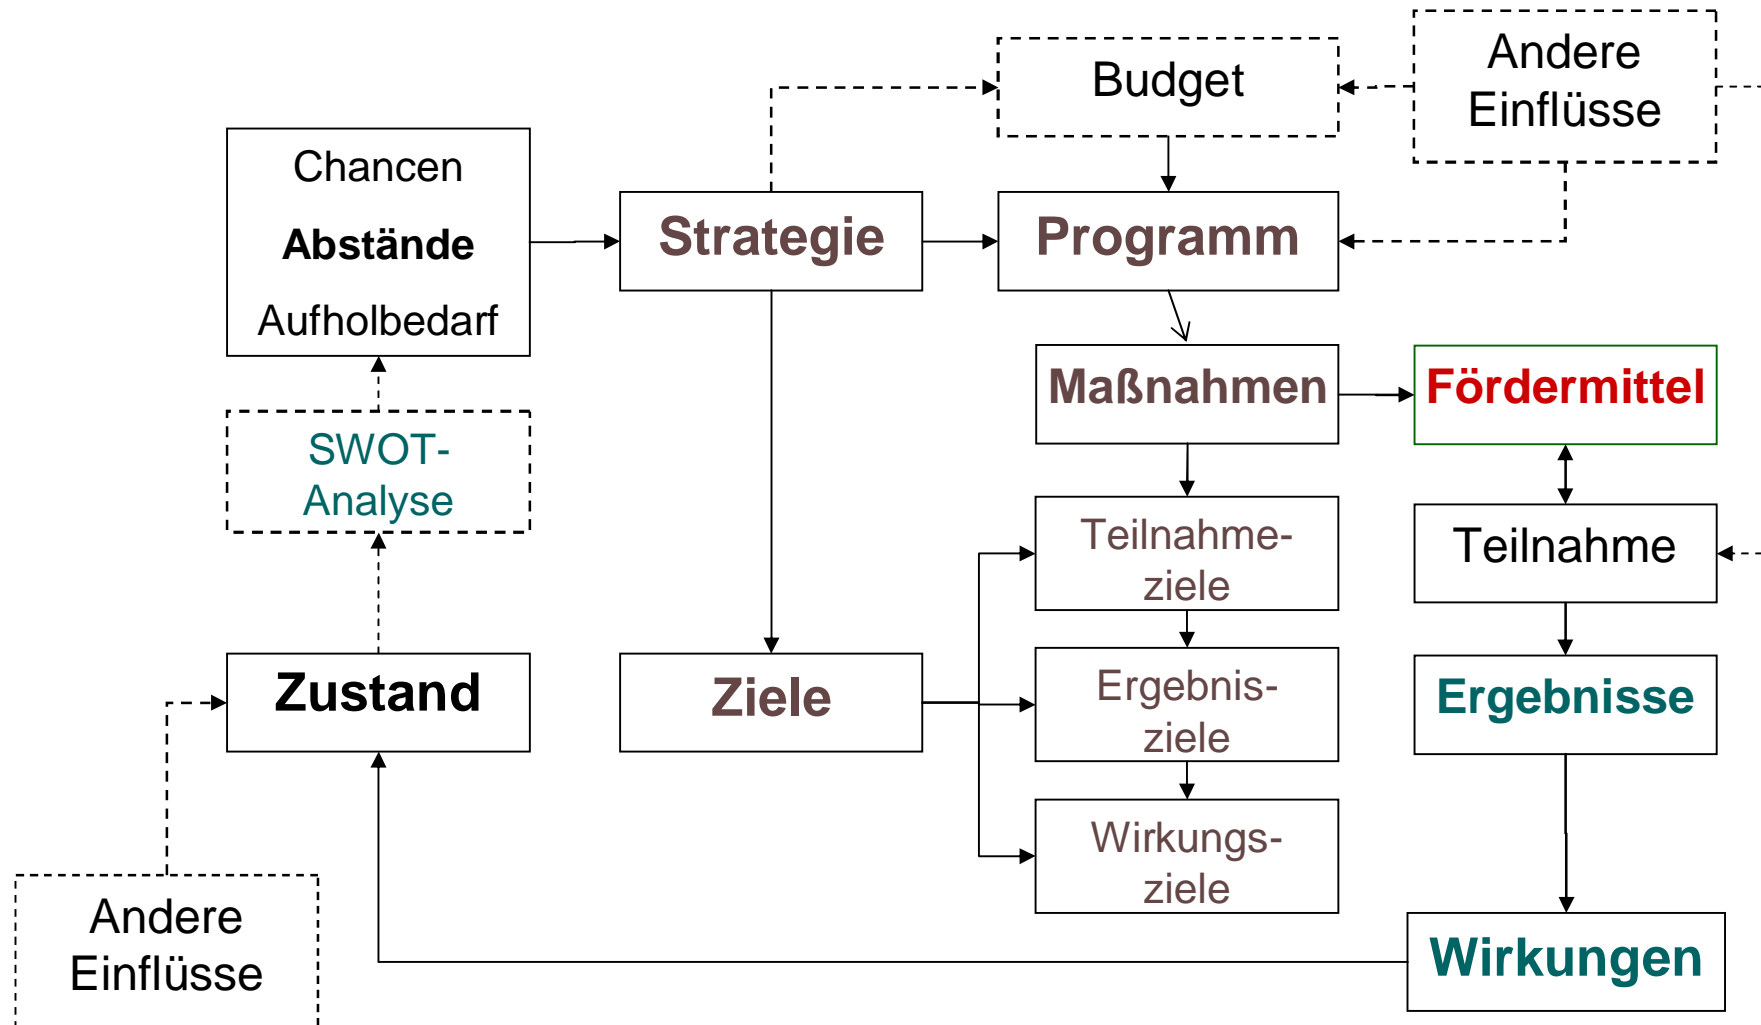 Budget
Andere
Einflüsse
Chancen
Abstände
Aufholbedarf
Strategie
Programm
Maßnahmen
Fördermittel
SWOT-
Analyse
Teilnahme-
ziele
Teilnahme
Zustand
Ziele
Ergebnis-
ziele
Ergebnisse
Wirkungs-
ziele
Andere
Einflüsse
Wirkungen